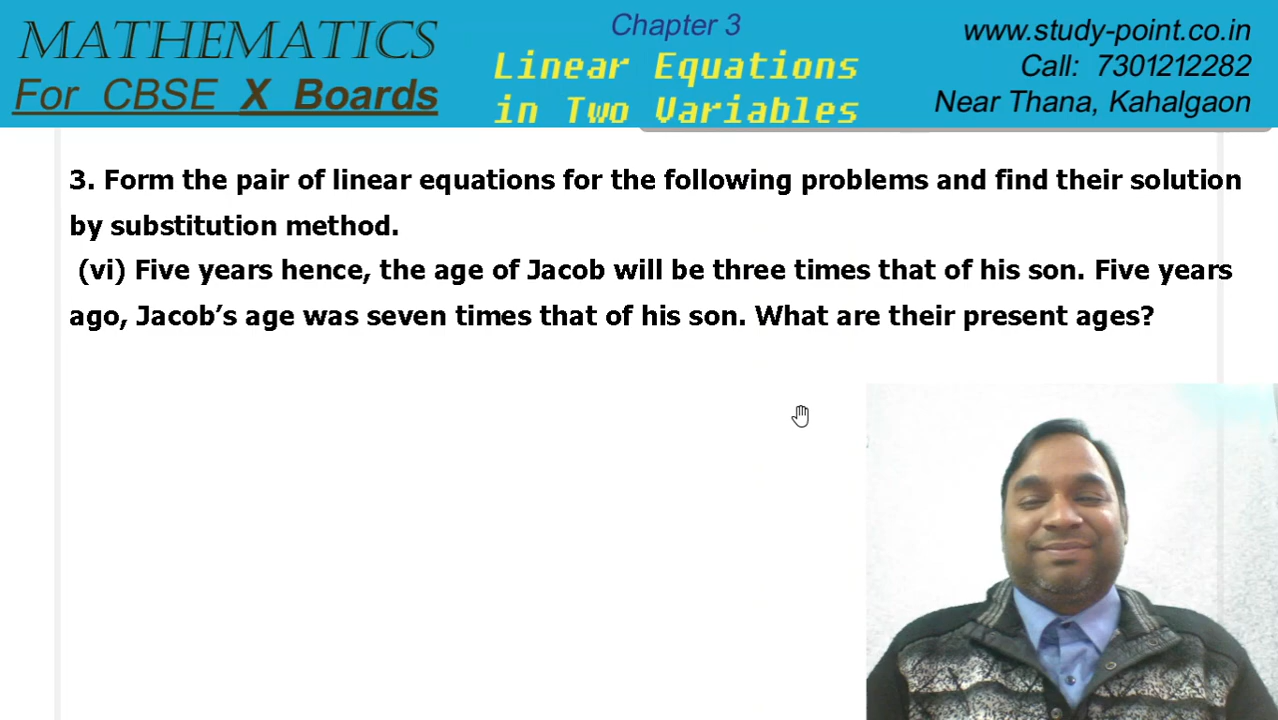 MATHEMATICS
For CBSE X Boards
Chapter 3
Linear Equations
in Two Variables
www.study-point.co.in
Call: 7301212282
Near Thana, Kahalgaon
3. Form the pair of linear equations for the following problems and find their solution
by substitution method.
(vi) Five years hence, the age of Jacob will be three times that of his son. Five years
ago, Jacob’s age was seven times that of his son. What are their present ages?